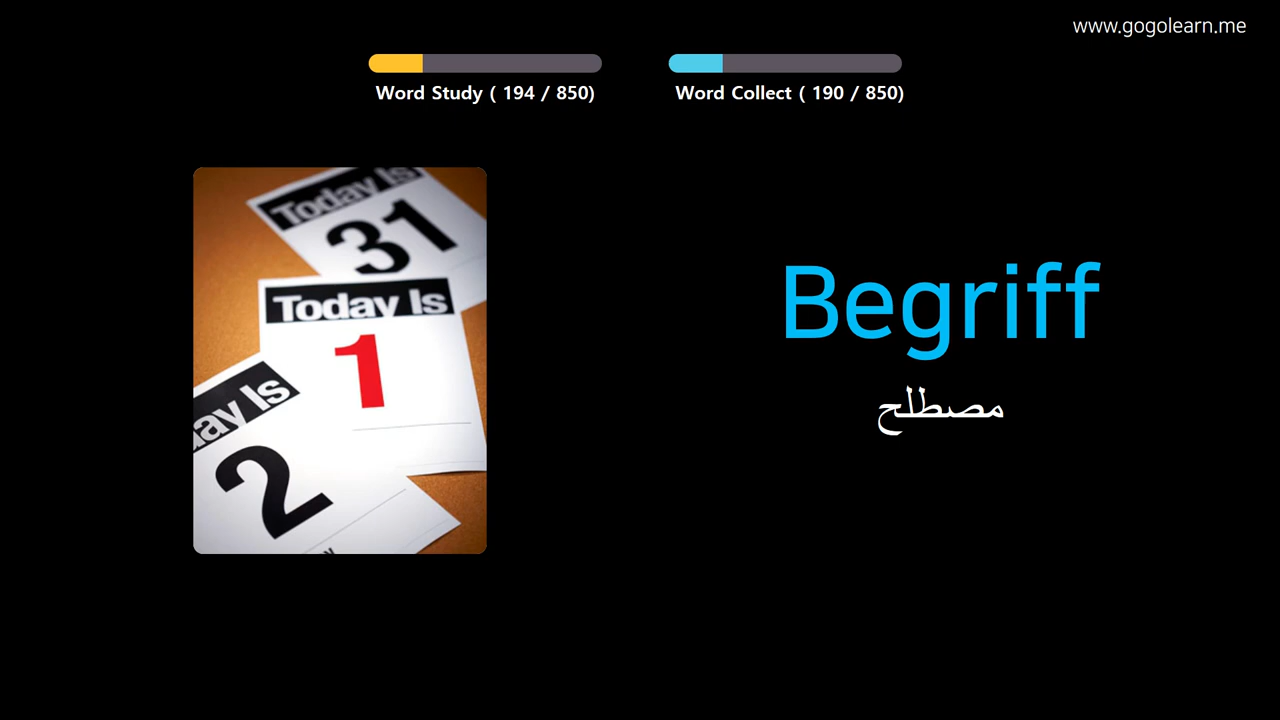 www.gogolearn.me
Word Study ( 194 / 850)
Word Collect ( 190 / 850)
Today Is
31
Today Is
1
ay Is
2
Begriff
مصطلح